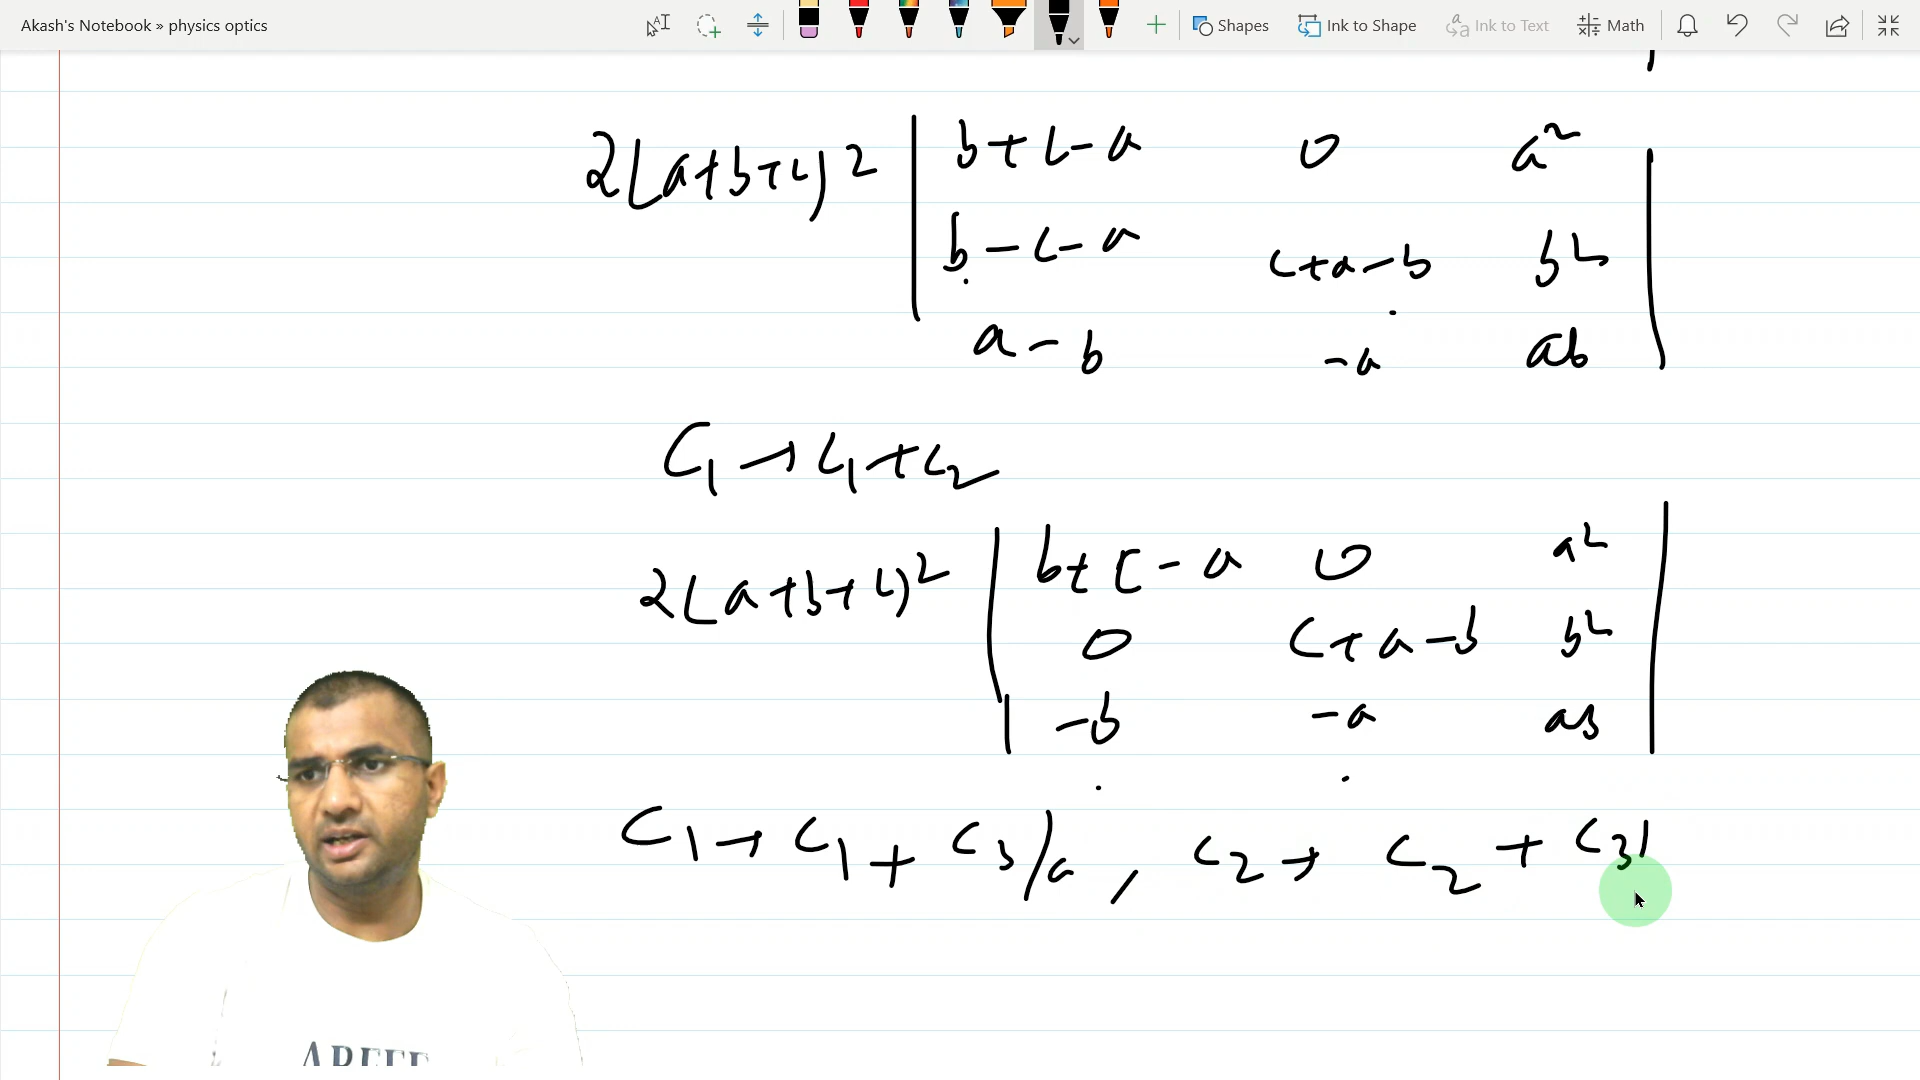 Akash's Notebook » physics optics
Shapes
Ink to Shape
Ink to Text
Math
2(a+b+c)² | b+c-a 0 a² |
b-c-a c+a-b b²
a-b -a ab
C₁→C₁+C₂
2(a+b+c)² | b+c-a 0 a² |
0 c+a-b b²
-b -a ab
C₁→C₁+C₃/a, C₂→C₂+C₃/